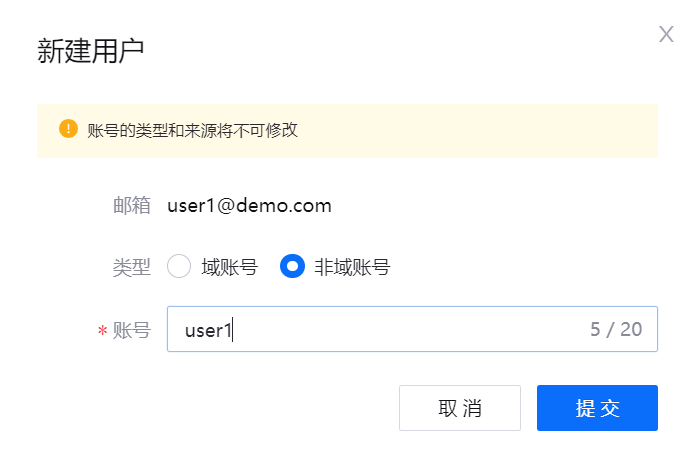 新建用户
X
账号的类型和来源将不可修改
邮箱 user1@demo.com
类型 域账号 非域账号
* 账号 user1 5 / 20
取 消 提 交